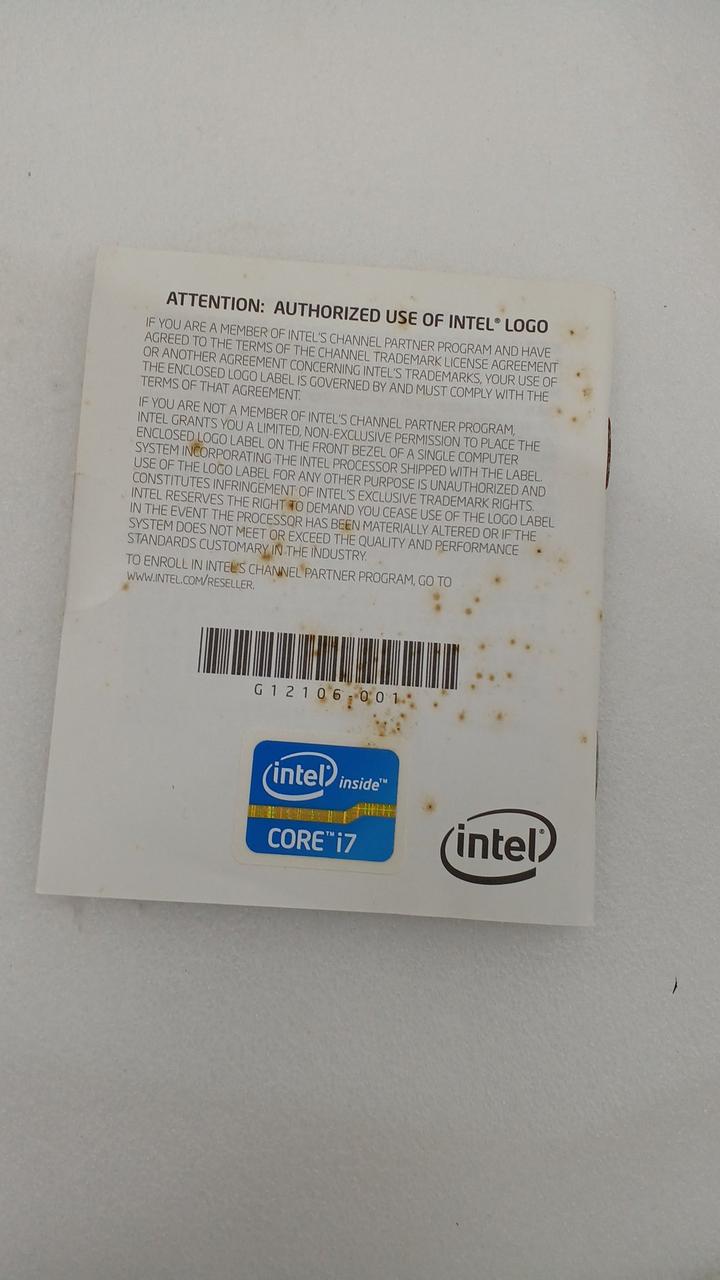 ATTENTION: AUTHORIZED USE OF INTEL® LOGO
IF YOU ARE A MEMBER OF INTEL'S CHANNEL PARTNER PROGRAM AND HAVE
AGREED TO THE TERMS OF THE CHANNEL TRADEMARK LICENSE AGREEMENT
OR ANOTHER AGREEMENT CONCERNING INTEL'S TRADEMARKS, YOUR USE OF
THE ENCLOSED LOGO LABEL IS GOVERNED BY AND MUST COMPLY WITH THE
TERMS OF THAT AGREEMENT.
IF YOU ARE NOT A MEMBER OF INTEL'S CHANNEL PARTNER PROGRAM,
INTEL GRANTS YOU A LIMITED, NON-EXCLUSIVE PERMISSION TO PLACE THE
ENCLOSED LOGO LABEL ON THE FRONT BEZEL OF A SINGLE COMPUTER
SYSTEM INCORPORATING THE INTEL PROCESSOR SHIPPED WITH THE LABEL.
USE OF THE LOGO LABEL FOR ANY OTHER PURPOSE IS UNAUTHORIZED AND
CONSTITUTES INFRINGEMENT OF INTEL'S EXCLUSIVE TRADEMARK RIGHTS.
INTEL RESERVES THE RIGHT TO DEMAND YOU CEASE USE OF THE LOGO LABEL
IN THE EVENT THE PROCESSOR HAS BEEN MATERIALLY ALTERED OR IF THE
SYSTEM DOES NOT MEET OR EXCEED THE QUALITY AND PERFORMANCE
STANDARDS CUSTOMARY IN THE INDUSTRY.
TO ENROLL IN INTEL'S CHANNEL PARTNER PROGRAM, GO TO
WWW.INTEL.COM/RESELLER.
G12106-001
intel® inside™
CORE™ i7
intel®